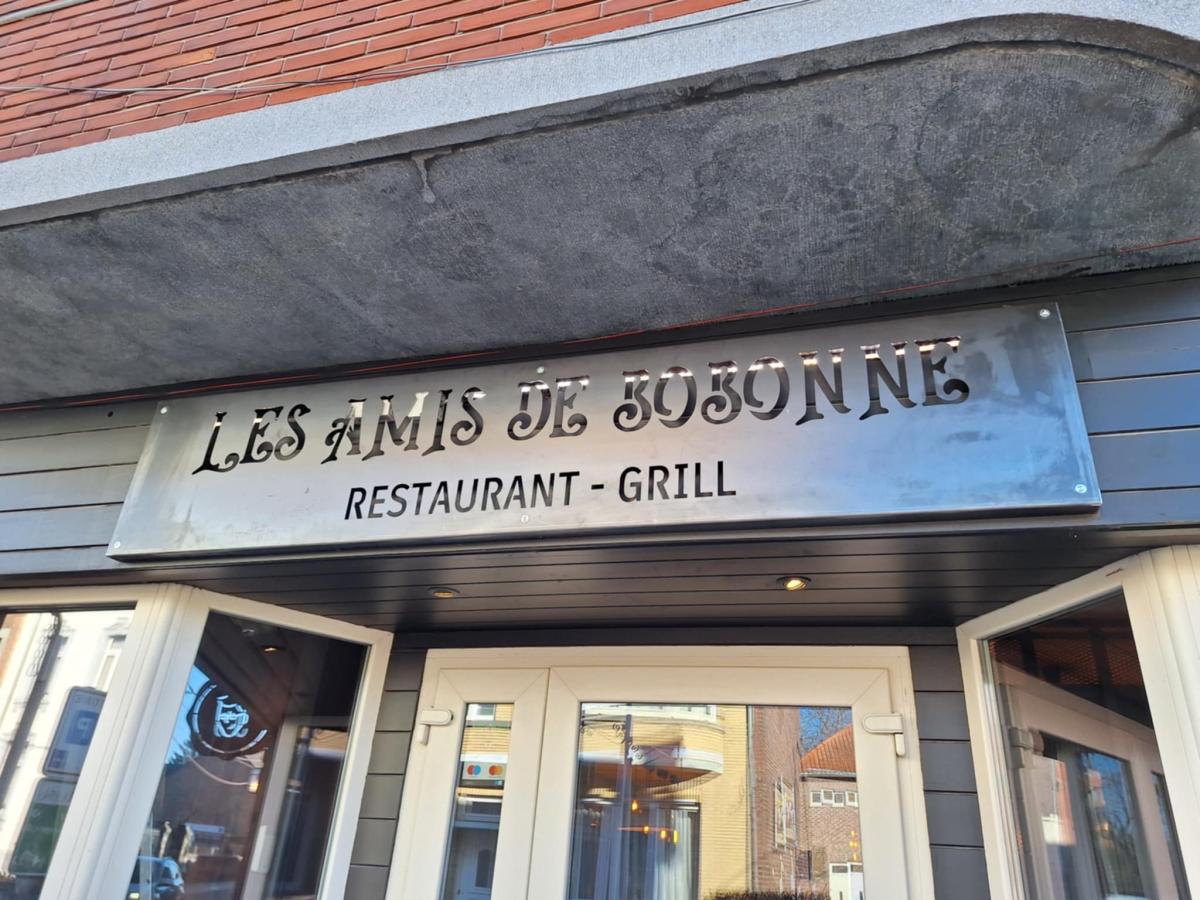 LES AMIS DE BOBONNE
RESTAURANT - GRILL